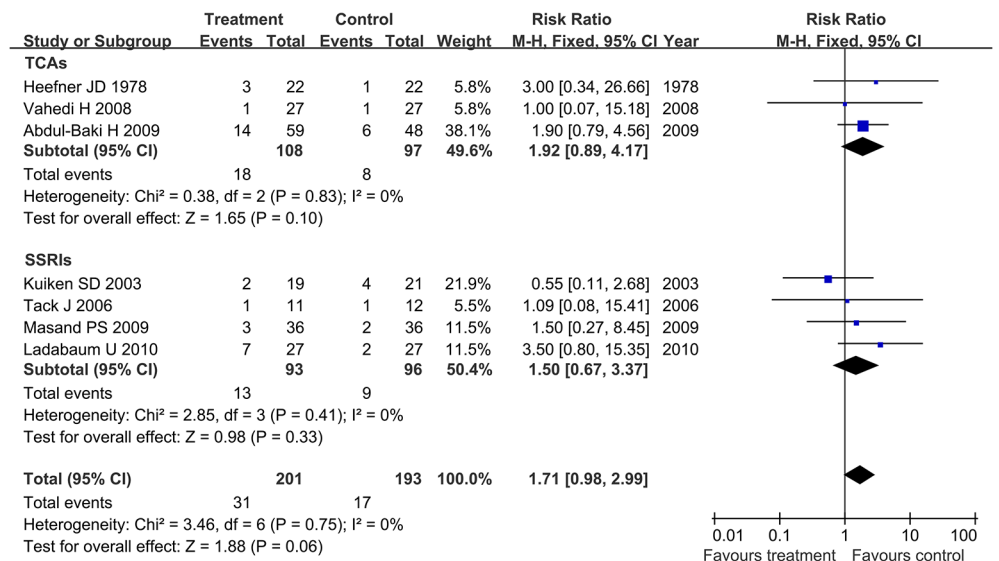 Treatment Control Risk Ratio Risk Ratio
Study or Subgroup Events Total Events Total Weight M-H, Fixed, 95% CI Year M-H, Fixed, 95% CI
TCAs
Heefner JD 1978 3 22 1 22 5.8% 3.00 [0.34, 26.66] 1978
Vahedi H 2008 1 27 1 27 5.8% 1.00 [0.07, 15.18] 2008
Abdul-Baki H 2009 14 59 6 48 38.1% 1.90 [0.79, 4.56] 2009
Subtotal (95% CI) 108 97 49.6% 1.92 [0.89, 4.17]
Total events 18 8
Heterogeneity: Chi² = 0.38, df = 2 (P = 0.83); I² = 0%
Test for overall effect: Z = 1.65 (P = 0.10)
SSRIs
Kuiken SD 2003 2 19 4 21 21.9% 0.55 [0.11, 2.68] 2003
Tack J 2006 1 11 1 12 5.5% 1.09 [0.08, 15.41] 2006
Masand PS 2009 3 36 2 36 11.5% 1.50 [0.27, 8.45] 2009
Ladabaum U 2010 7 27 2 27 11.5% 3.50 [0.80, 15.35] 2010
Subtotal (95% CI) 93 96 50.4% 1.50 [0.67, 3.37]
Total events 13 9
Heterogeneity: Chi² = 2.85, df = 3 (P = 0.41); I² = 0%
Test for overall effect: Z = 0.98 (P = 0.33)
Total (95% CI) 201 193 100.0% 1.71 [0.98, 2.99]
Total events 31 17
Heterogeneity: Chi² = 3.46, df = 6 (P = 0.75); I² = 0%
Test for overall effect: Z = 1.88 (P = 0.06)
0.01 0.1 1 10 100
Favours treatment Favours control